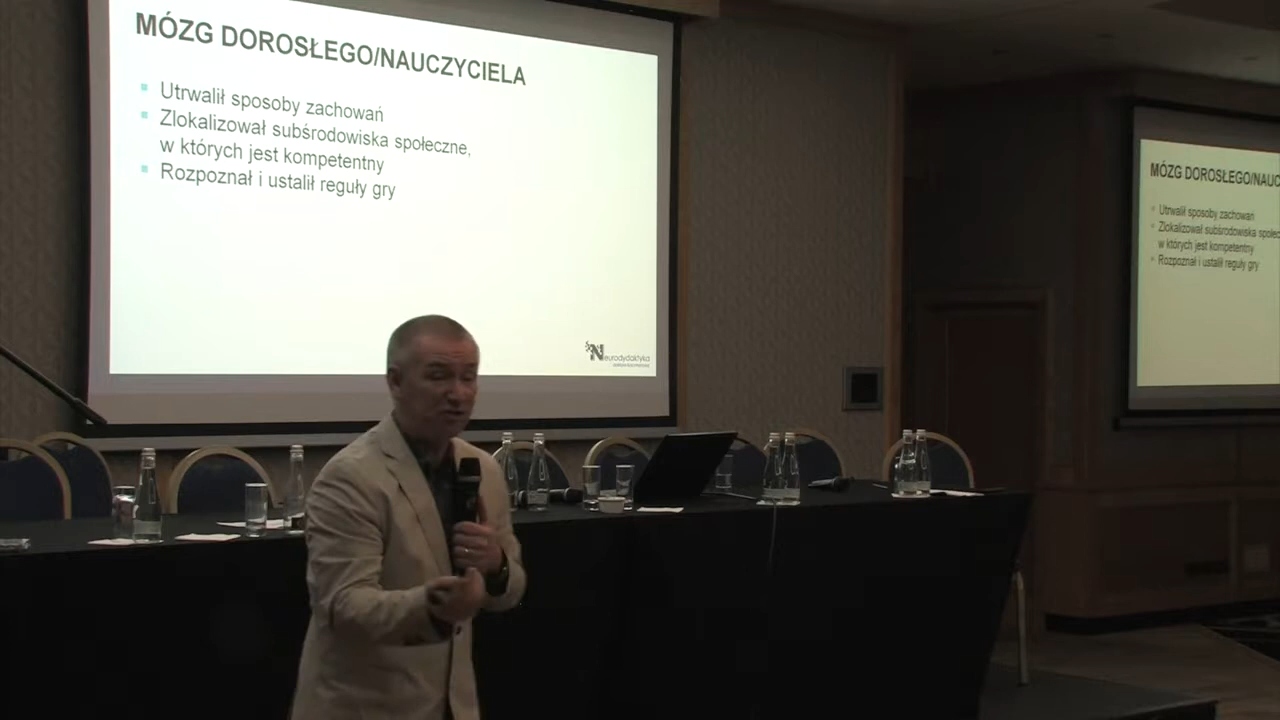 MÓZG DOROSŁEGO/NAUCZYCIELA
Utrwalił sposoby zachowań
Zlokalizował subśrodowiska społeczne,
w których jest kompetentny
Rozpoznał i ustalił reguły gry
Neurodydaktyka
MÓZG DOROSŁEGO/NAUC
Utrwalił sposoby zachowań
Zlokalizował subśrodowiska społec
w których jest kompetentny
Rozpoznał i ustalił reguły gry